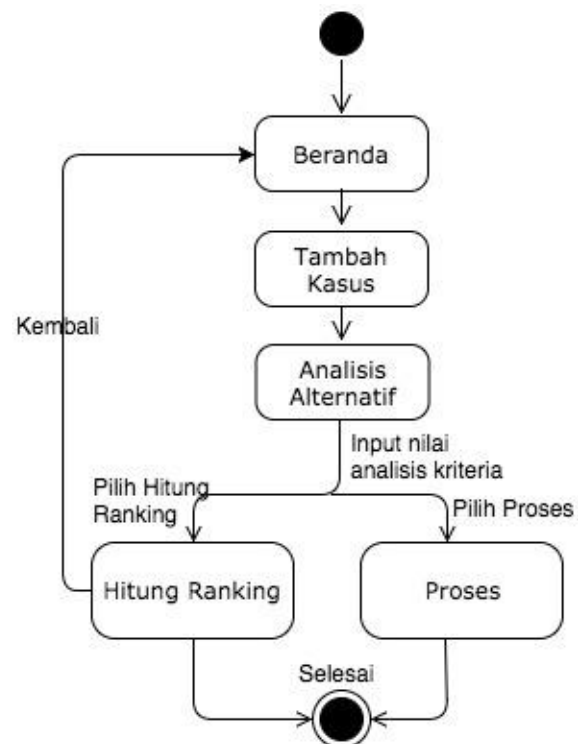 Beranda
Tambah
Kasus
Kembali
Analisis
Alternatif
Input nilai
analisis kriteria
Pilih Hitung
Ranking
Pilih Proses
Hitung Ranking
Proses
Selesai